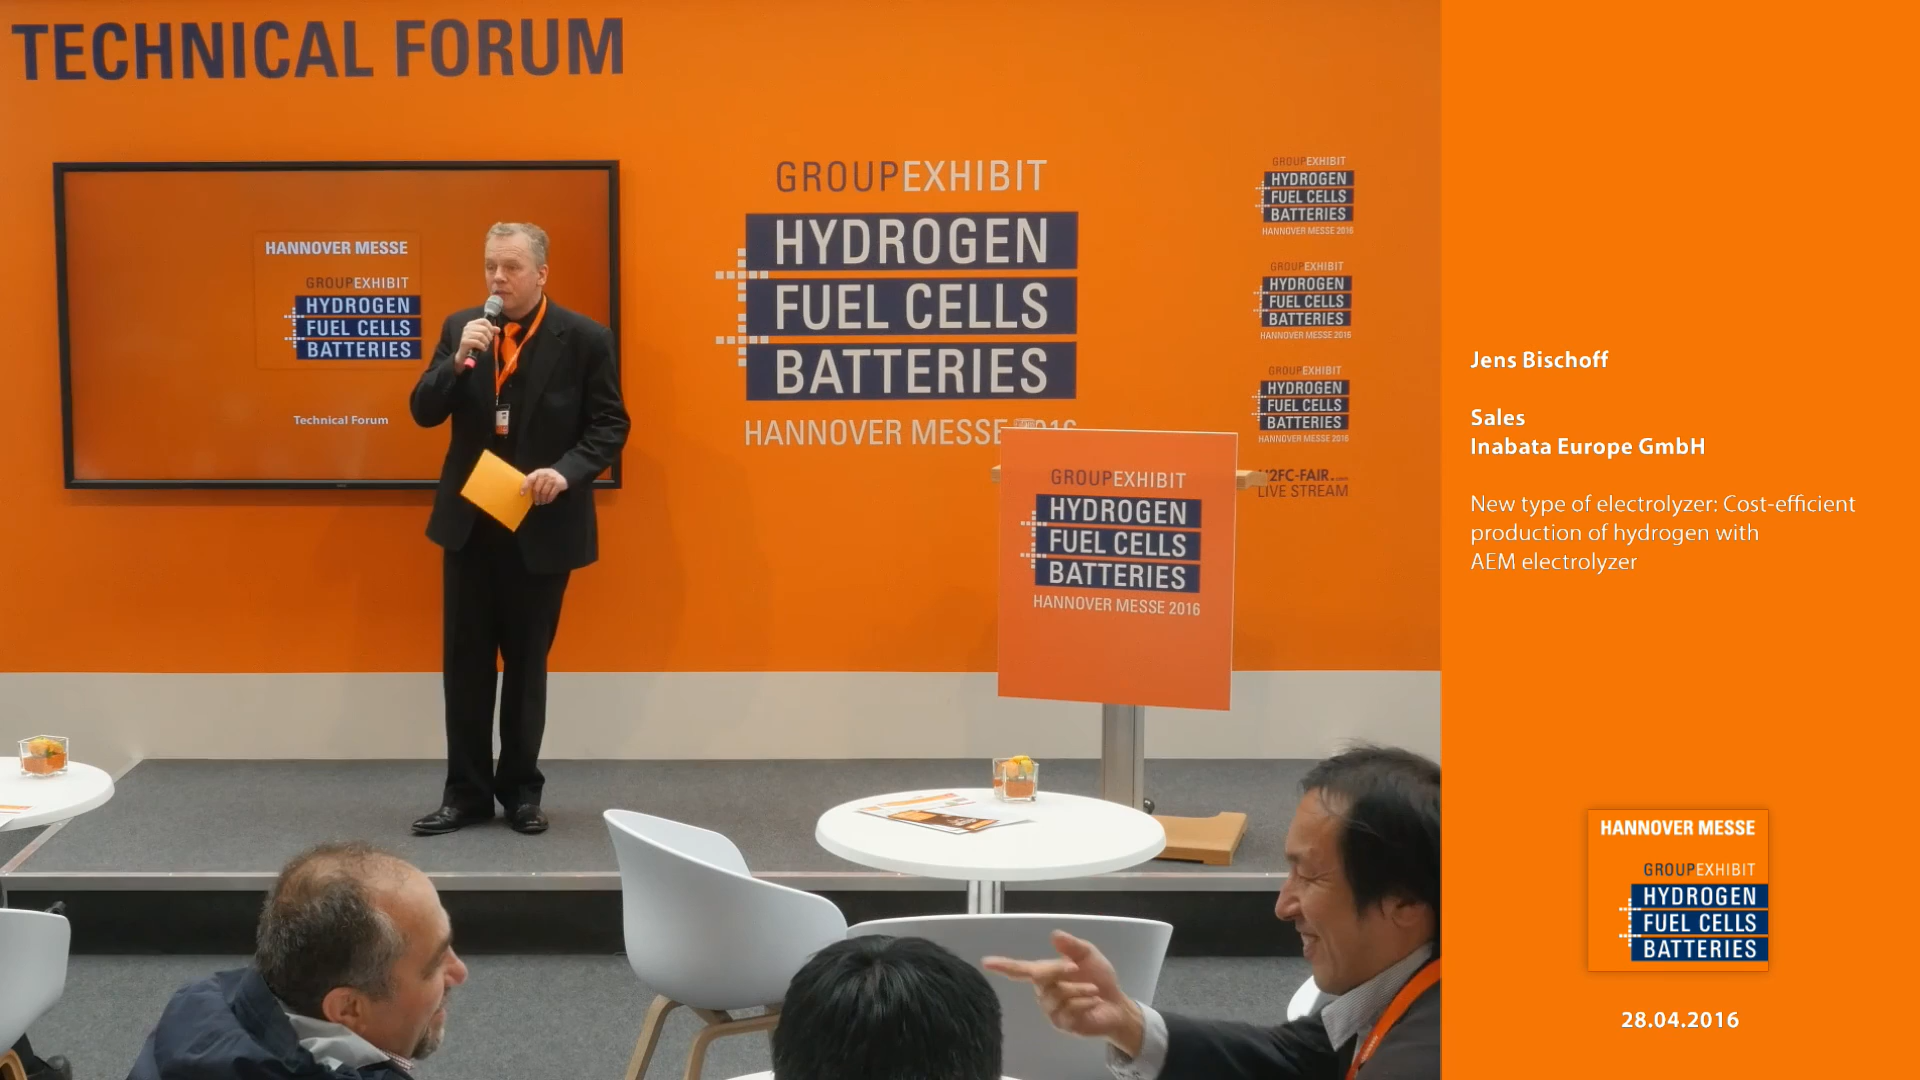 TECHNICAL FORUM
HANNOVER MESSE
GROUPEXHIBIT
HYDROGEN
FUEL CELLS
BATTERIES
Technical Forum
GROUPEXHIBIT
HYDROGEN
FUEL CELLS
BATTERIES
HANNOVER MESSE 2016
GROUPEXHIBIT
HYDROGEN
FUEL CELLS
BATTERIES
HANNOVER MESSE 2016
GROUPEXHIBIT
HYDROGEN
FUEL CELLS
BATTERIES
HANNOVER MESSE 2016
GROUPEXHIBIT
HYDROGEN
FUEL CELLS
BATTERIES
HANNOVER MESSE 2016
H2FC-FAIR.com
LIVE STREAM
GROUPEXHIBIT
HYDROGEN
FUEL CELLS
BATTERIES
HANNOVER MESSE 2016
Jens Bischoff
Sales
Inabata Europe GmbH
New type of electrolyzer: Cost-efficient
production of hydrogen with
AEM electrolyzer
HANNOVER MESSE
GROUPEXHIBIT
HYDROGEN
FUEL CELLS
BATTERIES
28.04.2016